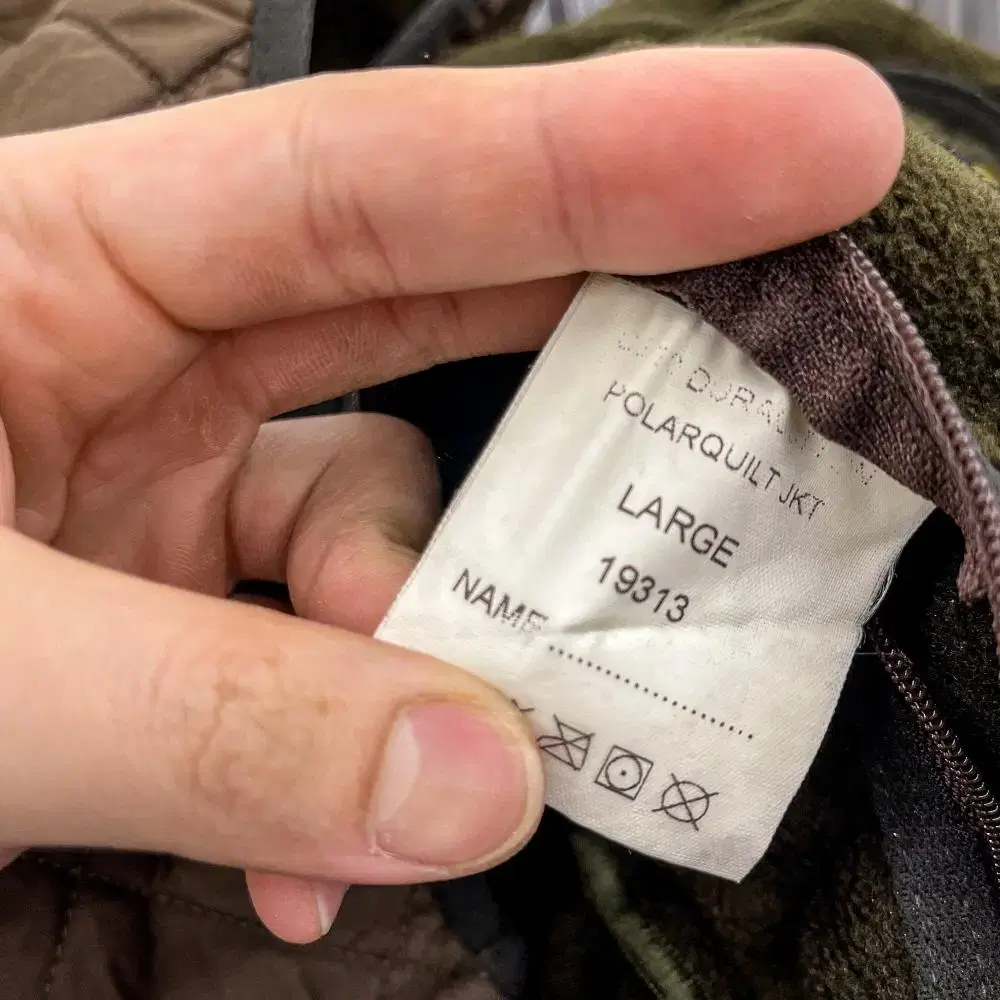 POLARQUILT JKT
LARGE
19313
NAME ..............................